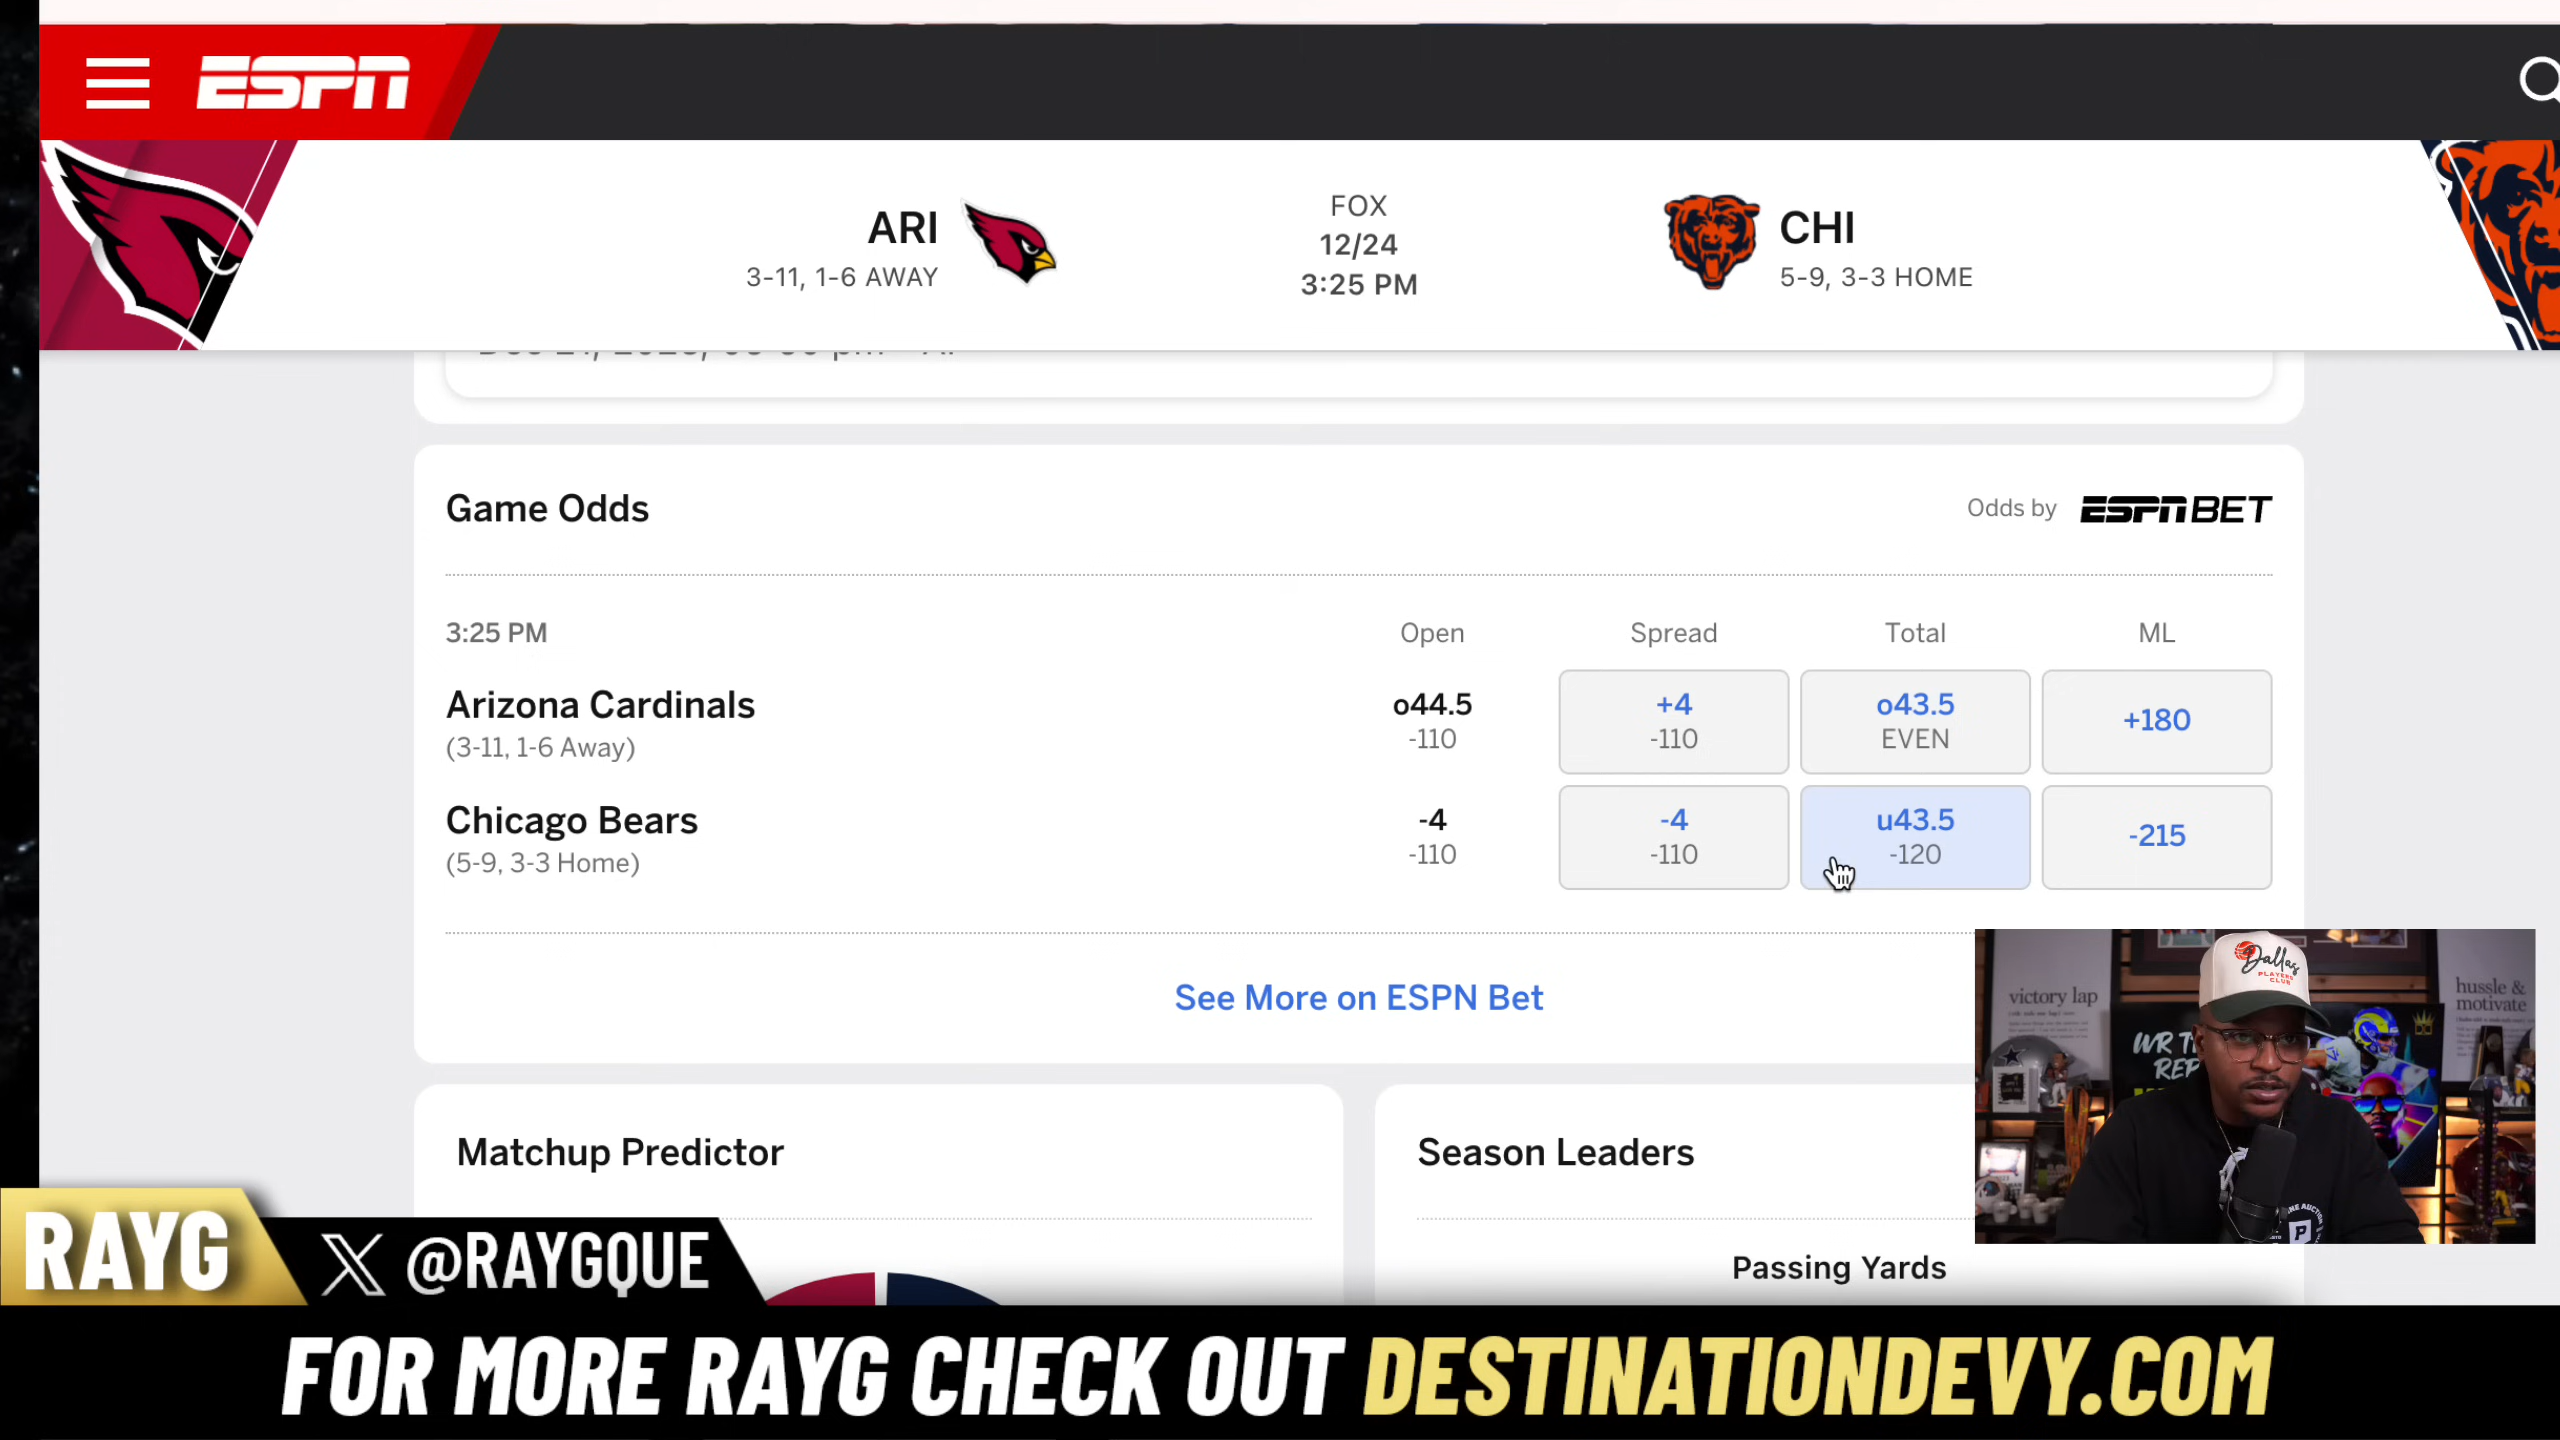 ESPN
ARI
3-11, 1-6 AWAY
FOX
12/24
3:25 PM
CHI
5-9, 3-3 HOME
Game Odds
Odds by ESPN BET
3:25 PM
Open
Spread
Total
ML
Arizona Cardinals
(3-11, 1-6 Away)
o44.5
-110
+4
-110
o43.5
EVEN
+180
Chicago Bears
(5-9, 3-3 Home)
-4
-110
-4
-110
u43.5
-120
-215
See More on ESPN Bet
Matchup Predictor
Season Leaders
Passing Yards
victory lap
Dallas
PLAYERS
CLUB
hussle &
motivate
RAYG
X @RAYGQUE
FOR MORE RAYG CHECK OUT DESTINATIONDEVY.COM